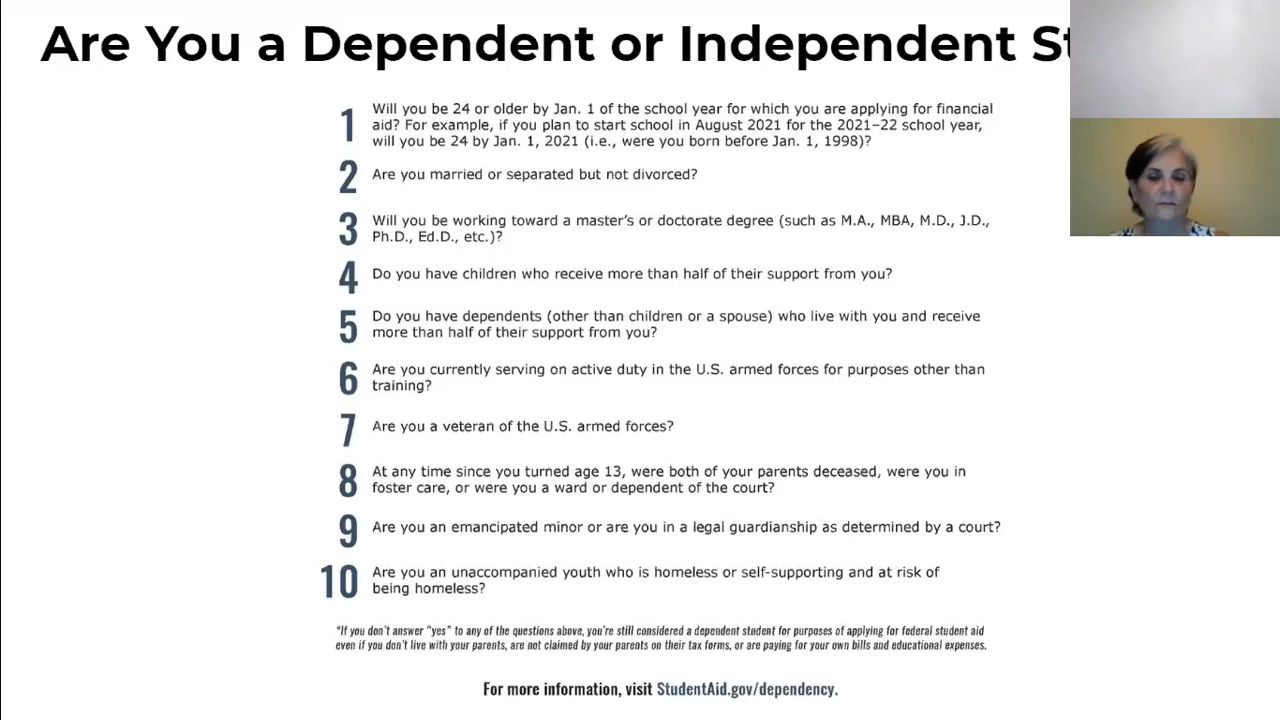 Are You a Dependent or Independent
1
Will you be 24 or older by Jan. 1 of the school year for which you are applying for financial
aid? For example, if you plan to start school in August 2021 for the 2021–22 school year,
will you be 24 by Jan. 1, 2021 (i.e., were you born before Jan. 1, 1998)?
2
Are you married or separated but not divorced?
3
Will you be working toward a master’s or doctorate degree (such as M.A., MBA, M.D., J.D.,
Ph.D., Ed.D., etc.)?
4
Do you have children who receive more than half of their support from you?
5
Do you have dependents (other than children or a spouse) who live with you and receive
more than half of their support from you?
6
Are you currently serving on active duty in the U.S. armed forces for purposes other than
training?
7
Are you a veteran of the U.S. armed forces?
8
At any time since you turned age 13, were both of your parents deceased, were you in
foster care, or were you a ward or dependent of the court?
9
Are you an emancipated minor or are you in a legal guardianship as determined by a court?
10
Are you an unaccompanied youth who is homeless or self-supporting and at risk of
being homeless?
*If you don’t answer “yes” to any of the questions above, you’re still considered a dependent student for purposes of applying for federal student aid
even if you don’t live with your parents, are not claimed by your parents on their tax forms, or are paying for your own bills and educational expenses.
For more information, visit StudentAid.gov/dependency.